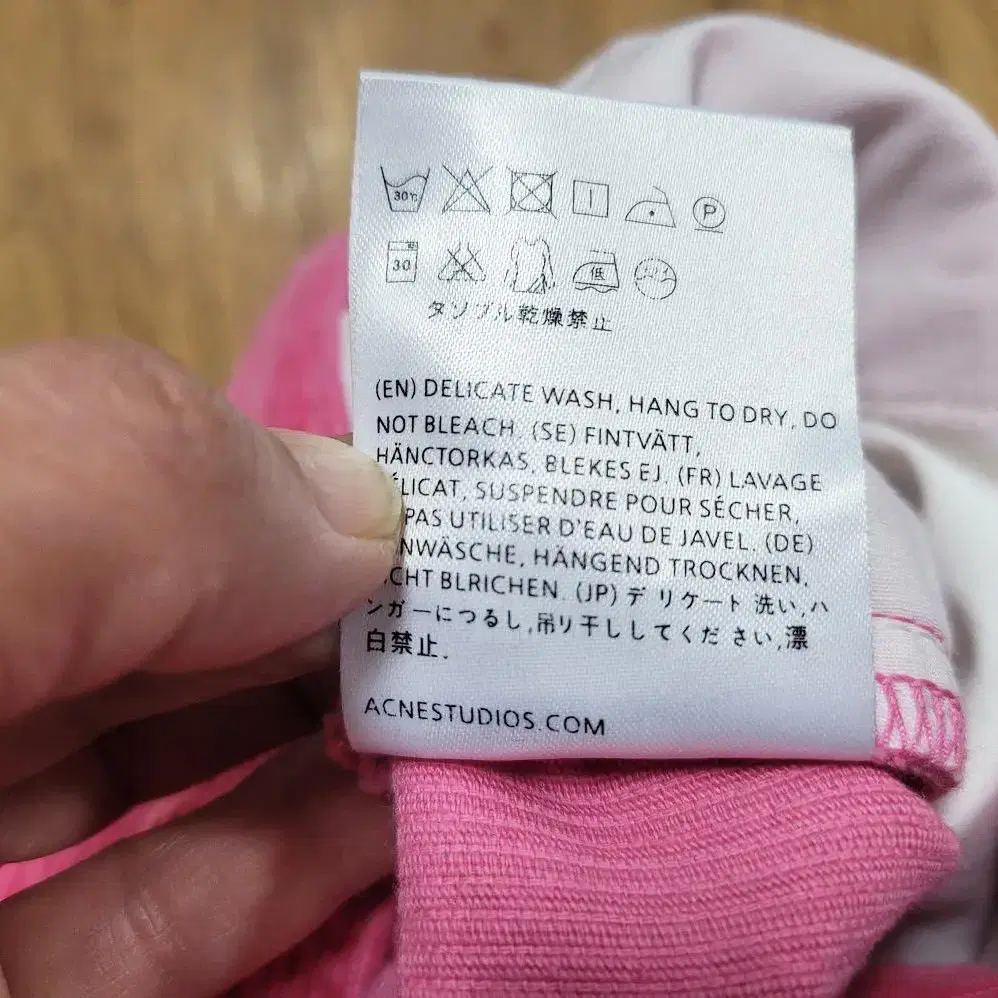 30℃ P
30 低
タンブル乾燥禁止
(EN) DELICATE WASH, HANG TO DRY, DO
NOT BLEACH. (SE) FINTVÄTT,
HÄNCTORKAS, BLEKES EJ. (FR) LAVAGE
ÉLICAT, SUSPENDRE POUR SÉCHER,
PAS UTILISER D'EAU DE JAVEL. (DE)
NWÄSCHE, HÄNGEND TROCKNEN,
CHT BLRICHEN. (JP) デ リケート 洗い,ハ
ンガーにつるし,吊り干ししてくだ さい,漂
白禁止.
ACNESTUDIOS.COM